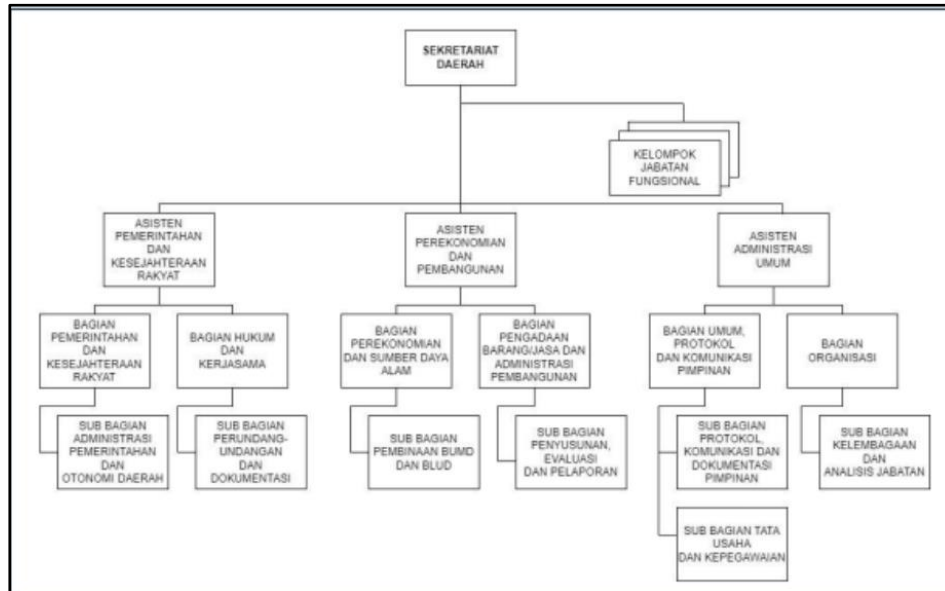 SEKRETARIAT
DAERAH
KELOMPOK
JABATAN
FUNGSIONAL
ASISTEN
PEMERINTAHAN
DAN
KESEJAHTERAAN
RAKYAT
ASISTEN
PEREKONOMIAN
DAN
PEMBANGUNAN
ASISTEN
ADMINISTRASI
UMUM
BAGIAN
PEMERINTAHAN
DAN
KESEJAHTERAAN
RAKYAT
BAGIAN HUKUM
DAN
KERJASAMA
BAGIAN
PEREKONOMIAN
DAN SUMBER DAYA
ALAM
BAGIAN
PENGADAAN
BARANG/JASA DAN
ADMINISTRASI
PEMBANGUNAN
BAGIAN UMUM,
PROTOKOL
DAN KOMUNIKASI
PIMPINAN
BAGIAN
ORGANISASI
SUB BAGIAN
ADMINISTRASI
PEMERINTAHAN
DAN
OTONOMI DAERAH
SUB BAGIAN
PERUNDANG-
UNDANGAN
DAN
DOKUMENTASI
SUB BAGIAN
PEMBINAAN BUMD
DAN BLUD
SUB BAGIAN
PENYUSUNAN,
EVALUASI
DAN PELAPORAN
SUB BAGIAN
PROTOKOL,
KOMUNIKASI DAN
DOKUMENTASI
PIMPINAN
SUB BAGIAN
KELEMBAGAAN
DAN
ANALISIS JABATAN
SUB BAGIAN TATA
USAHA
DAN KEPEGAWAIAN